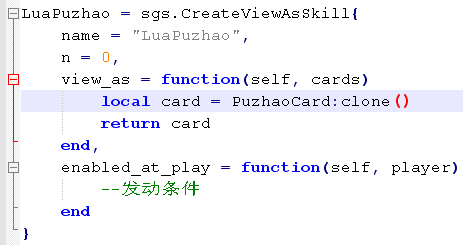 LuaPuzhao = sgs.CreateViewAsSkill{
name = "LuaPuzhao",
n = 0,
view_as = function(self, cards)
local card = PuzhaoCard:clone()
return card
end,
enabled_at_play = function(self, player)
--发动条件
end
}